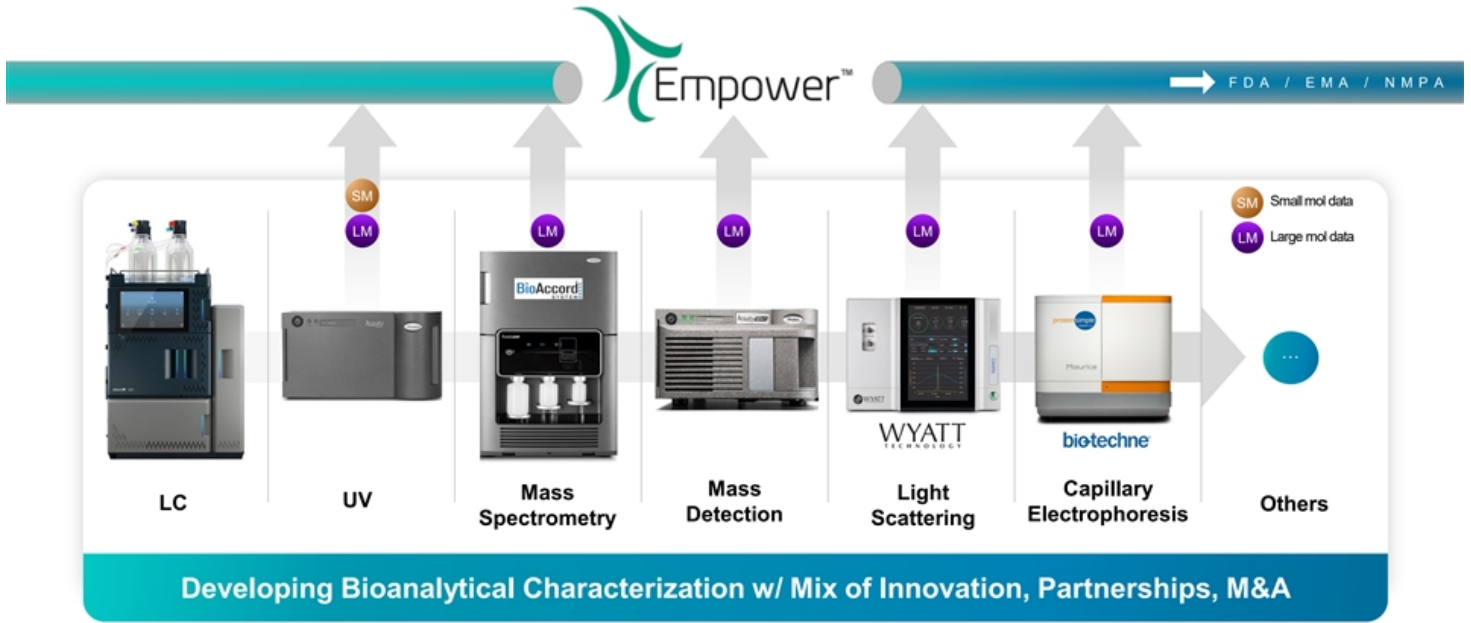 Empower™
FDA / EMA / NMPA
SM
LM
LM
LM
LM
LM
SM Small mol data
LM Large mol data
BioAccord
SYSTEM
WYATT
WYATT
TECHNOLOGY
proteinsimple
Maurice
bio-techne
LC
UV
Mass
Spectrometry
Mass
Detection
Light
Scattering
Capillary
Electrophoresis
...
Others
Developing Bioanalytical Characterization w/ Mix of Innovation, Partnerships, M&A